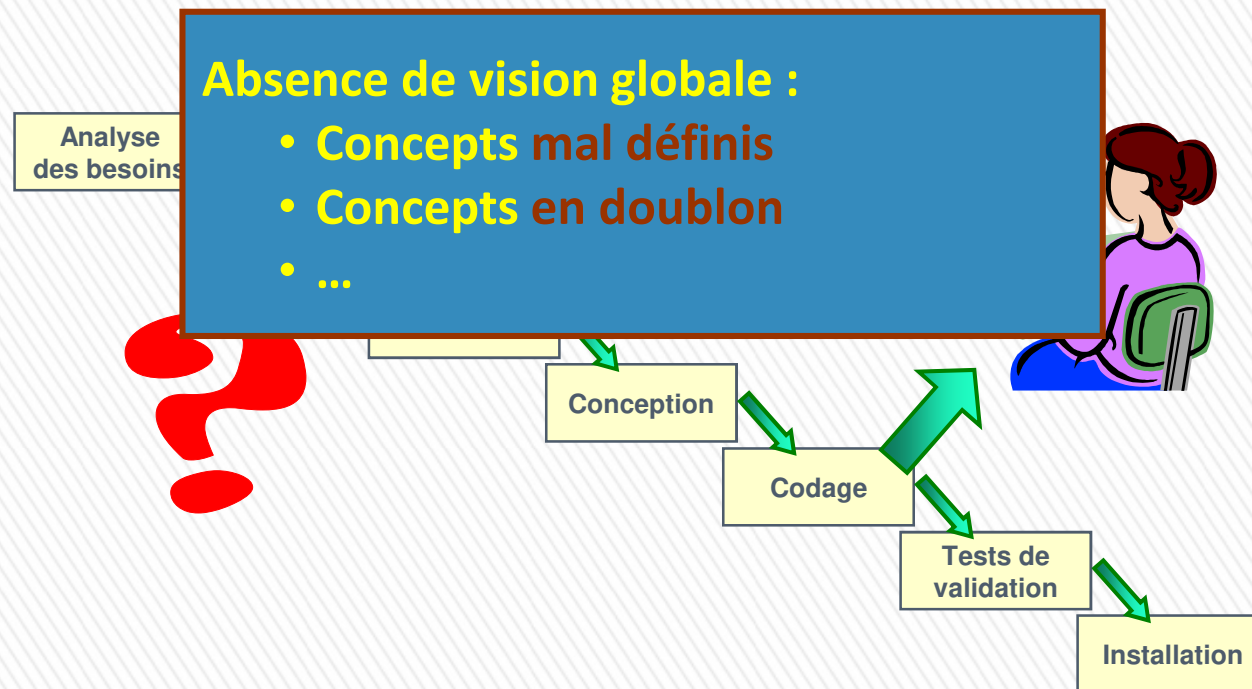 Absence de vision globale :
• Concepts mal définis
• Concepts en doublon
• …
Analyse
des besoins
Conception
Codage
Tests de
validation
Installation